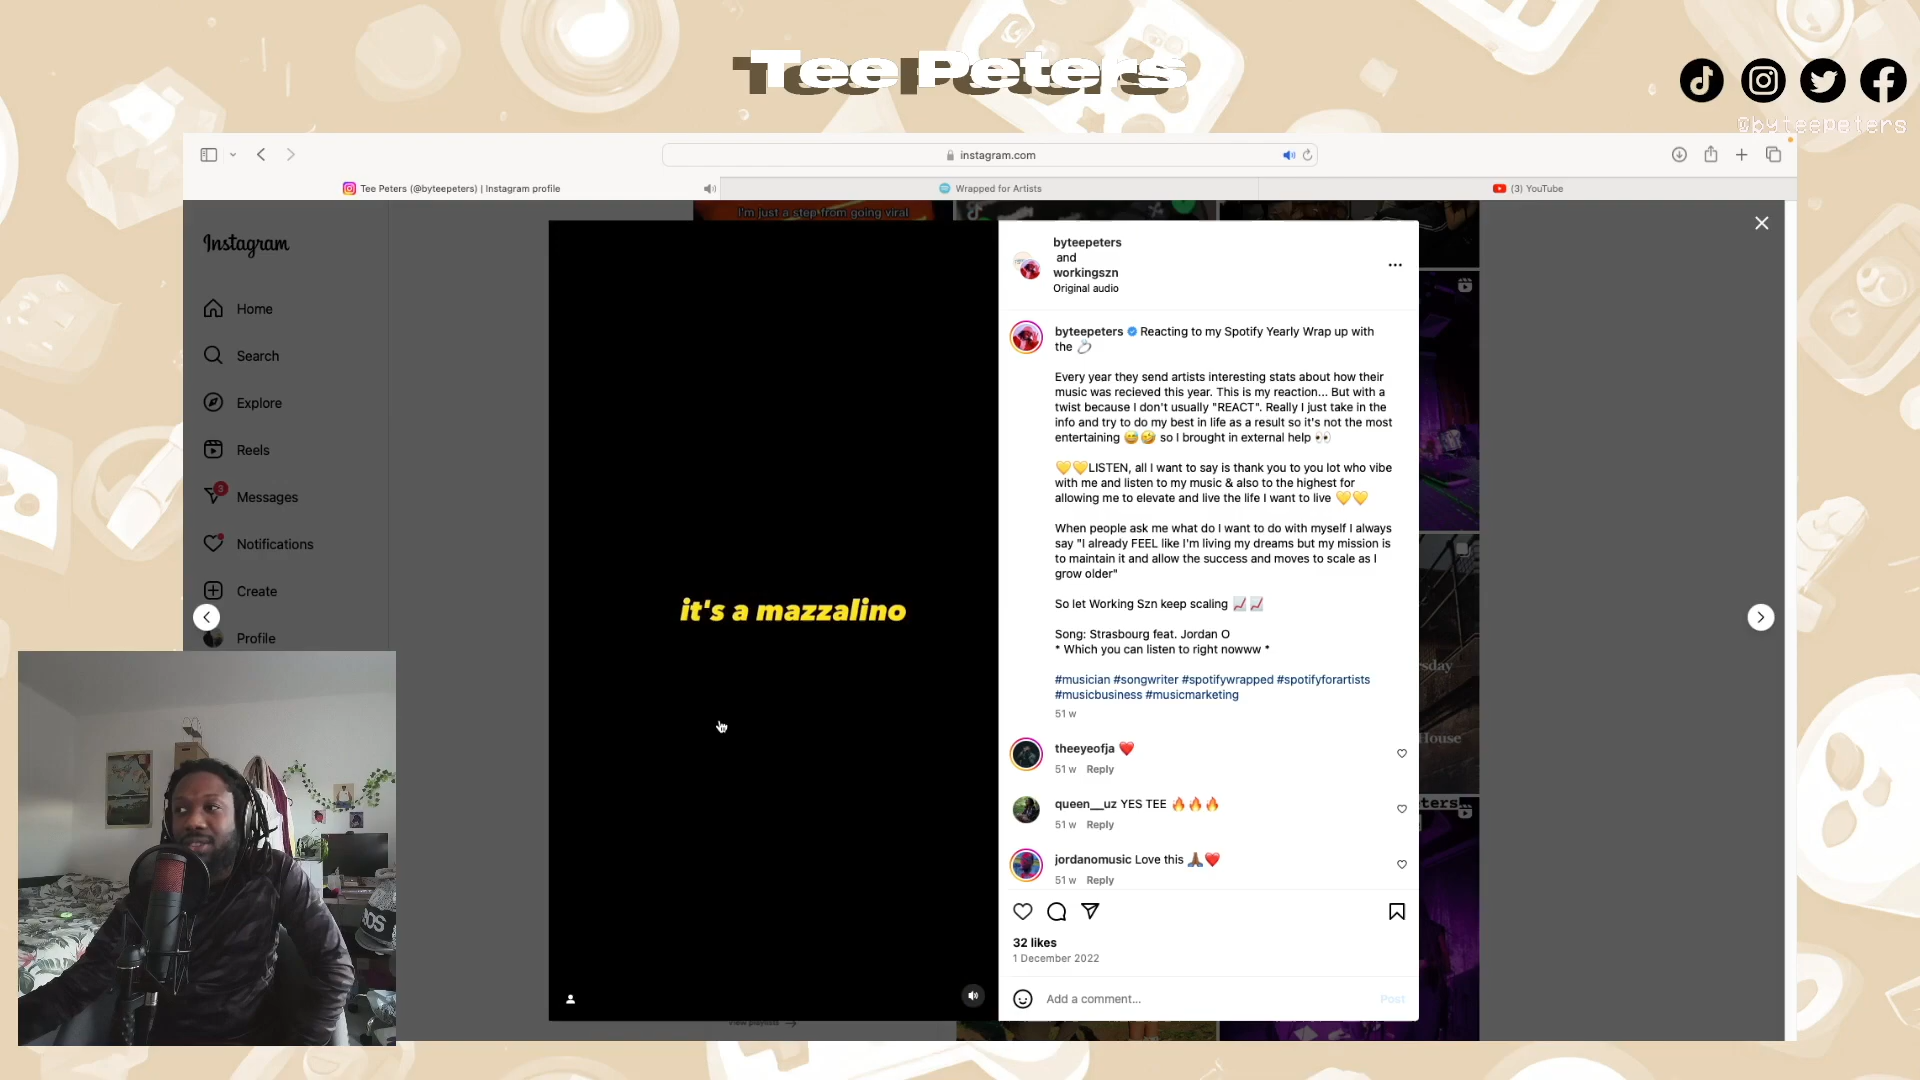 Tee Peters
@byteepeters
instagram.com
Tee Peters (@byteepeters) | Instagram profile
Wrapped for Artists
(3) YouTube
I'm just a step from going viral
Instagram
Home
Search
Explore
Reels
3
Messages
Notifications
Create
Profile
it's a mazzalino
byteepeters
and
workingszn
Original audio
byteepeters Reacting to my Spotify Yearly Wrap up with
the 💍
Every year they send artists interesting stats about how their
music was recieved this year. This is my reaction... But with a
twist because I don't usually "REACT". Really I just take in the
info and try to do my best in life as a result so it's not the most
entertaining 😅🤣 so I brought in external help 👀
💛💛LISTEN, all I want to say is thank you to you lot who vibe
with me and listen to my music & also to the highest for
allowing me to elevate and live the life I want to live 💛💛
When people ask me what do I want to do with myself I always
say "I already FEEL like I'm living my dreams but my mission is
to maintain it and allow the success and moves to scale as I
grow older"
So let Working Szn keep scaling 📈📈
Song: Strasbourg feat. Jordan O
* Which you can listen to right nowww *
#musician #songwriter #spotifywrapped #spotifyforartists
#musicbusiness #musicmarketing
51 w
theeyeofja ❤️
51 w Reply
queen__uz YES TEE 🔥🔥🔥
51 w Reply
jordanomusic Love this 🙏🏾❤️
51 w Reply
32 likes
1 December 2022
Add a comment...
Post
House
View playlist